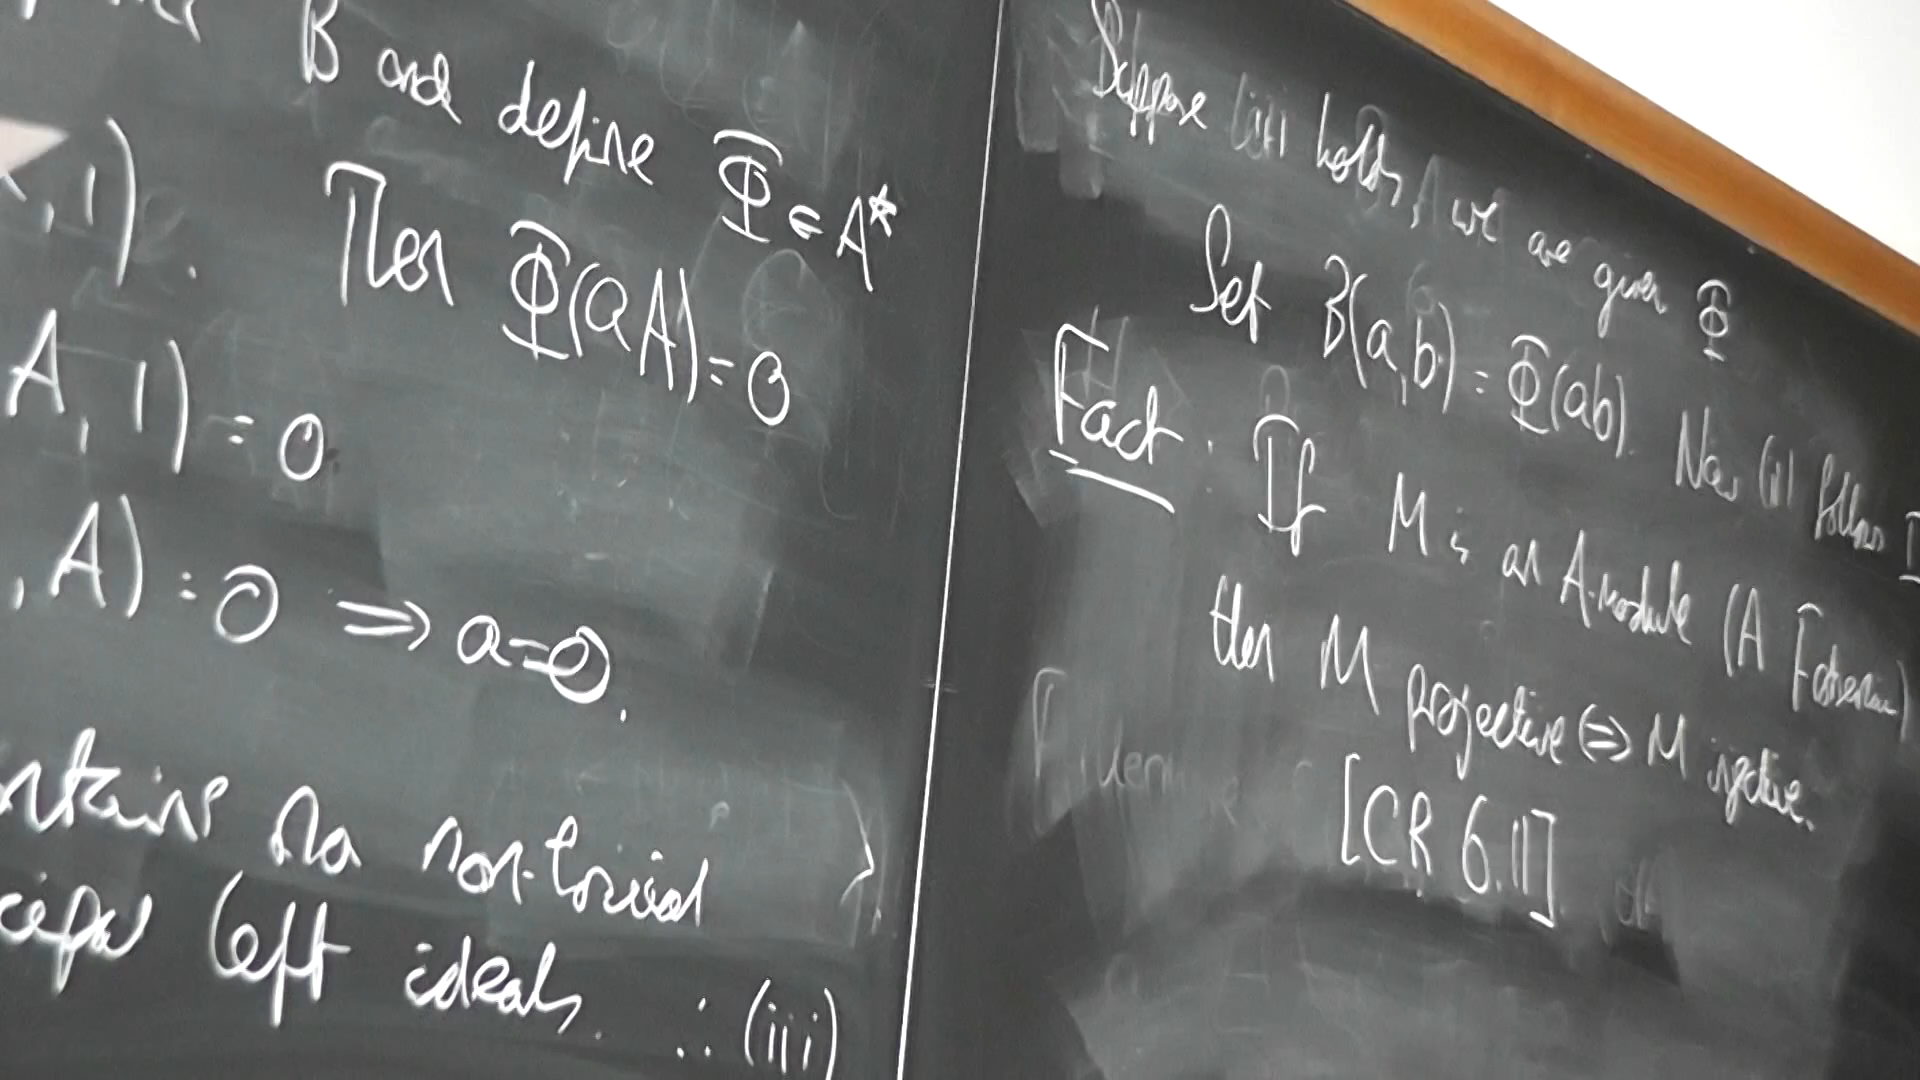 B and define Φ̂ ∈ A*
, 1). Then Φ̂(aA)=0
A, 1) = 0
, A) = 0 ⟹ a=0.
ntains no non-trivial
cipal left ideals. ∴ (iii)
Suppose (iii) holds, we are given Φ̂
Set B(a,b) = Φ̂(ab). Now (ii) follows
Fact. If M is an A-module (A Frobenius)
then M projective ⟺ M injective.
[CR 6.11]